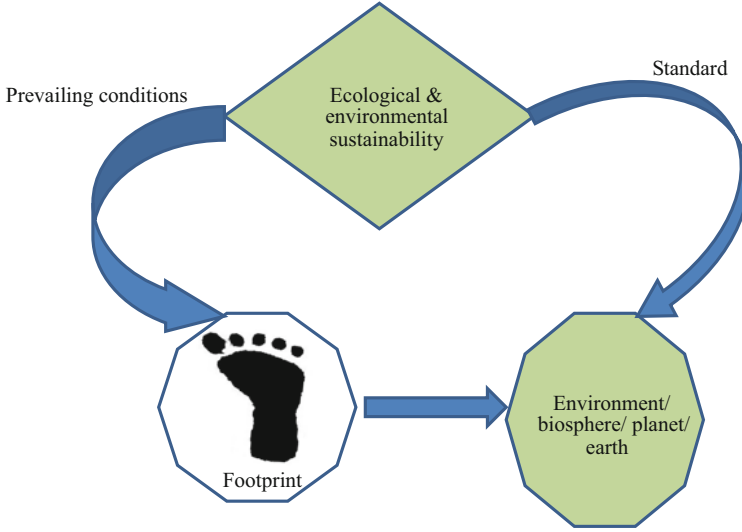 Standard
Prevailing conditions
Ecological &
environmental
sustainability
Environment/
biosphere/ planet/
earth
Footprint